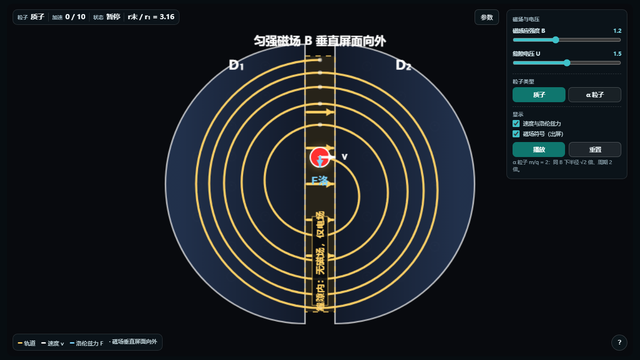 粒子 质子 加速 0 / 10 状态 暂停 r末 / r₁ = 3.16
参数
匀强磁场 B 垂直屏面向外
D₁
D₂
v
F洛
狭缝内：无磁场，仅电场
磁场与电压
磁感应强度 B 1.2
1.5
粒子类型
质子
α 粒子
显示
速度与洛伦兹力
磁场符号（出屏）
播放
重置
α 粒子 m/q = 2：同 B 下半径 √2 倍、周期 2 倍。
轨道 速度 v 洛伦兹力 F · 磁场垂直屏面向外
?